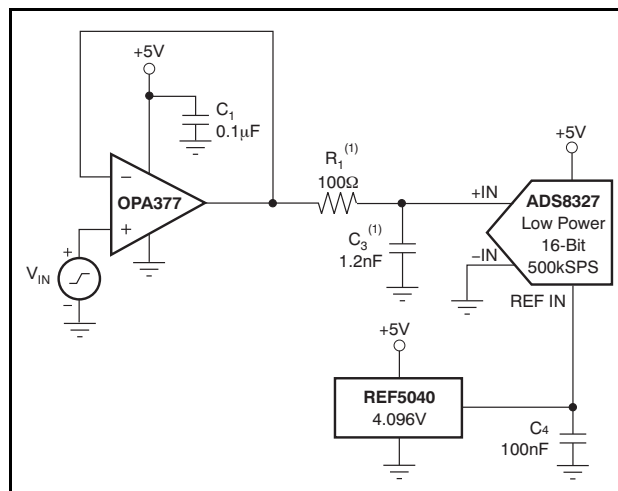 +5V
C1
0.1μF
−
OPA377
+
+
VIN
−
R1(1)
100Ω
C3(1)
1.2nF
+5V
+IN
ADS8327
Low Power
16-Bit
500kSPS
−IN
REF IN
+5V
REF5040
4.096V
C4
100nF